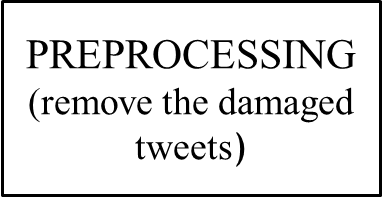 PREPROCESSING
(remove the damaged
tweets)